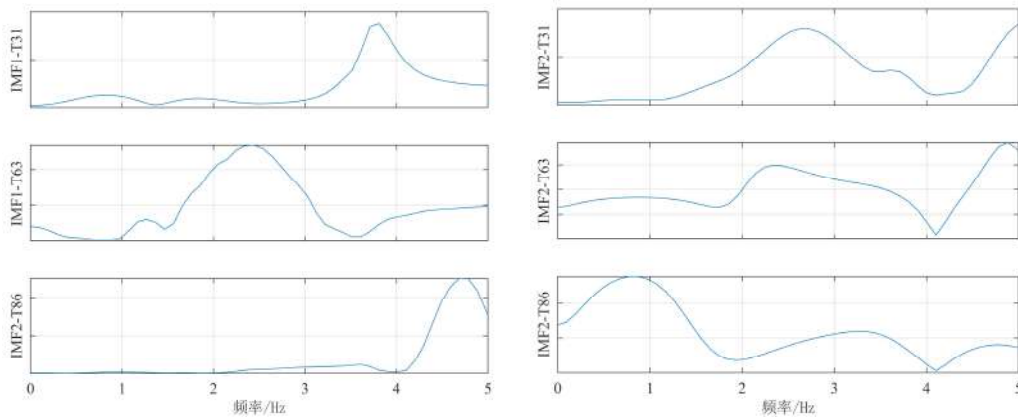 IMF1-T31
IMF1-T63
IMF2-T86
0 1 2 3 4 5
频率/Hz
IMF2-T31
IMF2-T63
IMF2-T86
0 1 2 3 4 5
频率/Hz